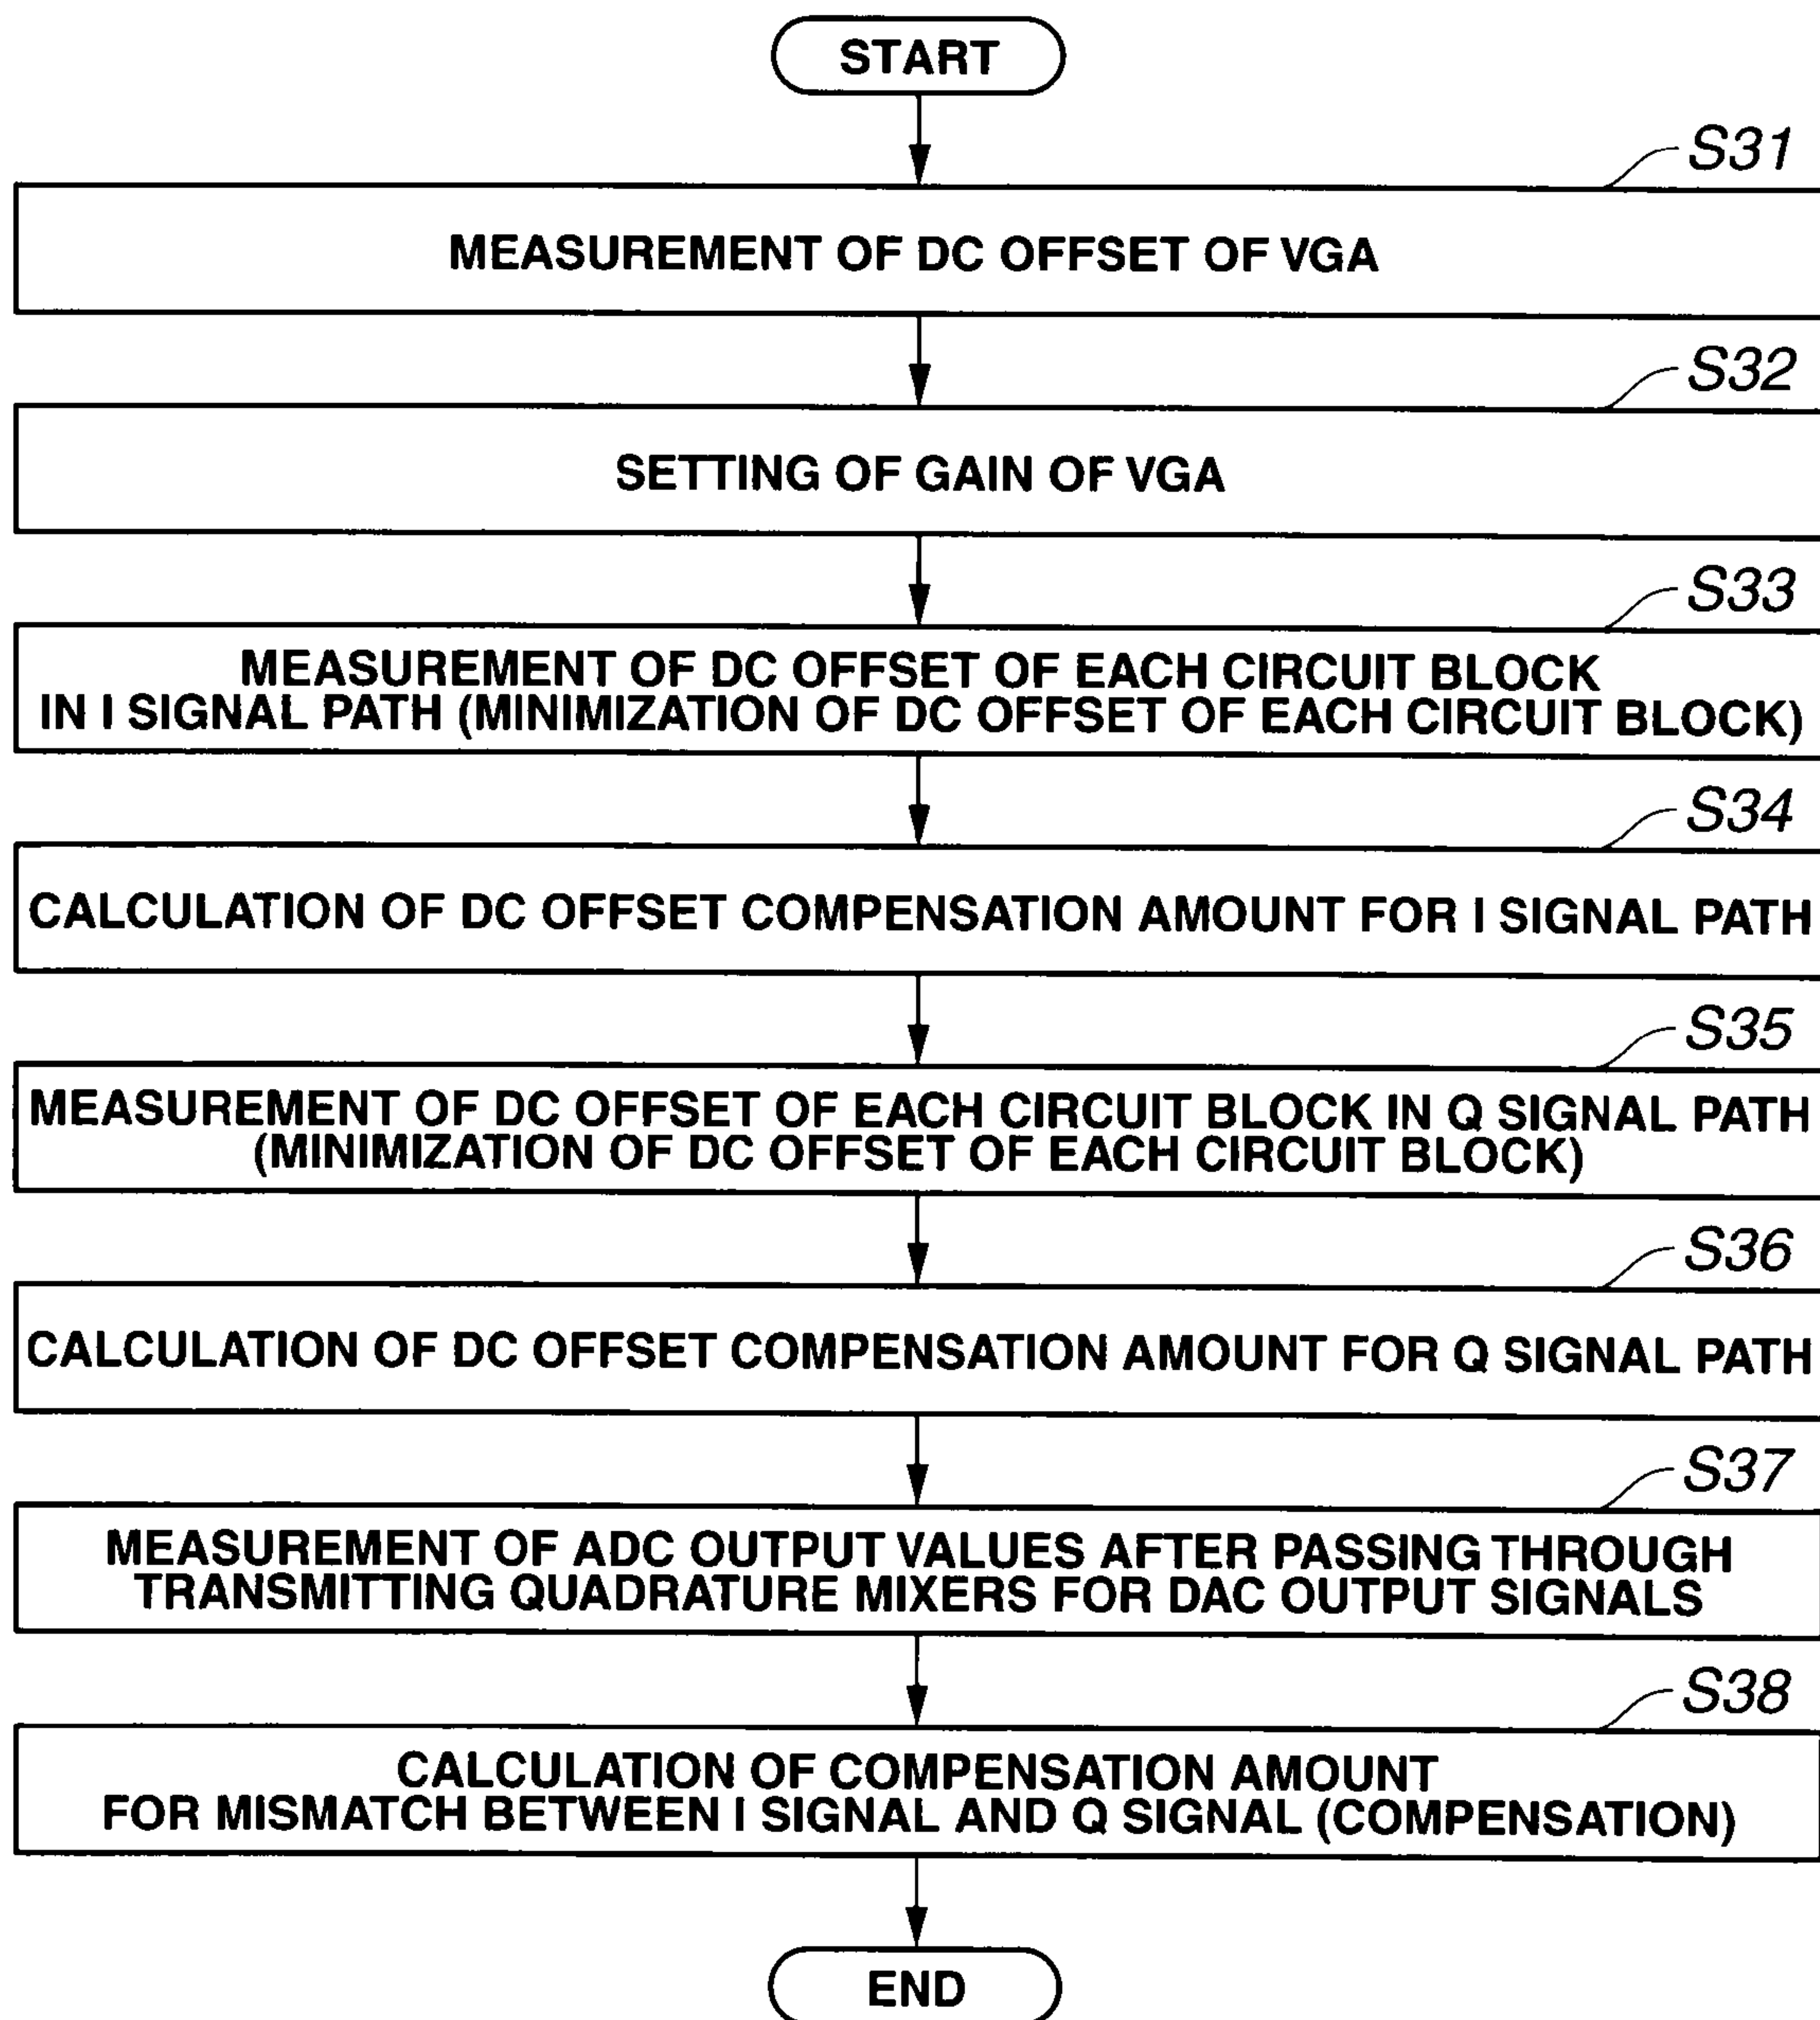 START
S31
MEASUREMENT OF DC OFFSET OF VGA
S32
SETTING OF GAIN OF VGA
S33
MEASUREMENT OF DC OFFSET OF EACH CIRCUIT BLOCK
IN I SIGNAL PATH (MINIMIZATION OF DC OFFSET OF EACH CIRCUIT BLOCK)
S34
CALCULATION OF DC OFFSET COMPENSATION AMOUNT FOR I SIGNAL PATH
S35
MEASUREMENT OF DC OFFSET OF EACH CIRCUIT BLOCK IN Q SIGNAL PATH
(MINIMIZATION OF DC OFFSET OF EACH CIRCUIT BLOCK)
S36
CALCULATION OF DC OFFSET COMPENSATION AMOUNT FOR Q SIGNAL PATH
S37
MEASUREMENT OF ADC OUTPUT VALUES AFTER PASSING THROUGH
TRANSMITTING QUADRATURE MIXERS FOR DAC OUTPUT SIGNALS
S38
CALCULATION OF COMPENSATION AMOUNT
FOR MISMATCH BETWEEN I SIGNAL AND Q SIGNAL (COMPENSATION)
END